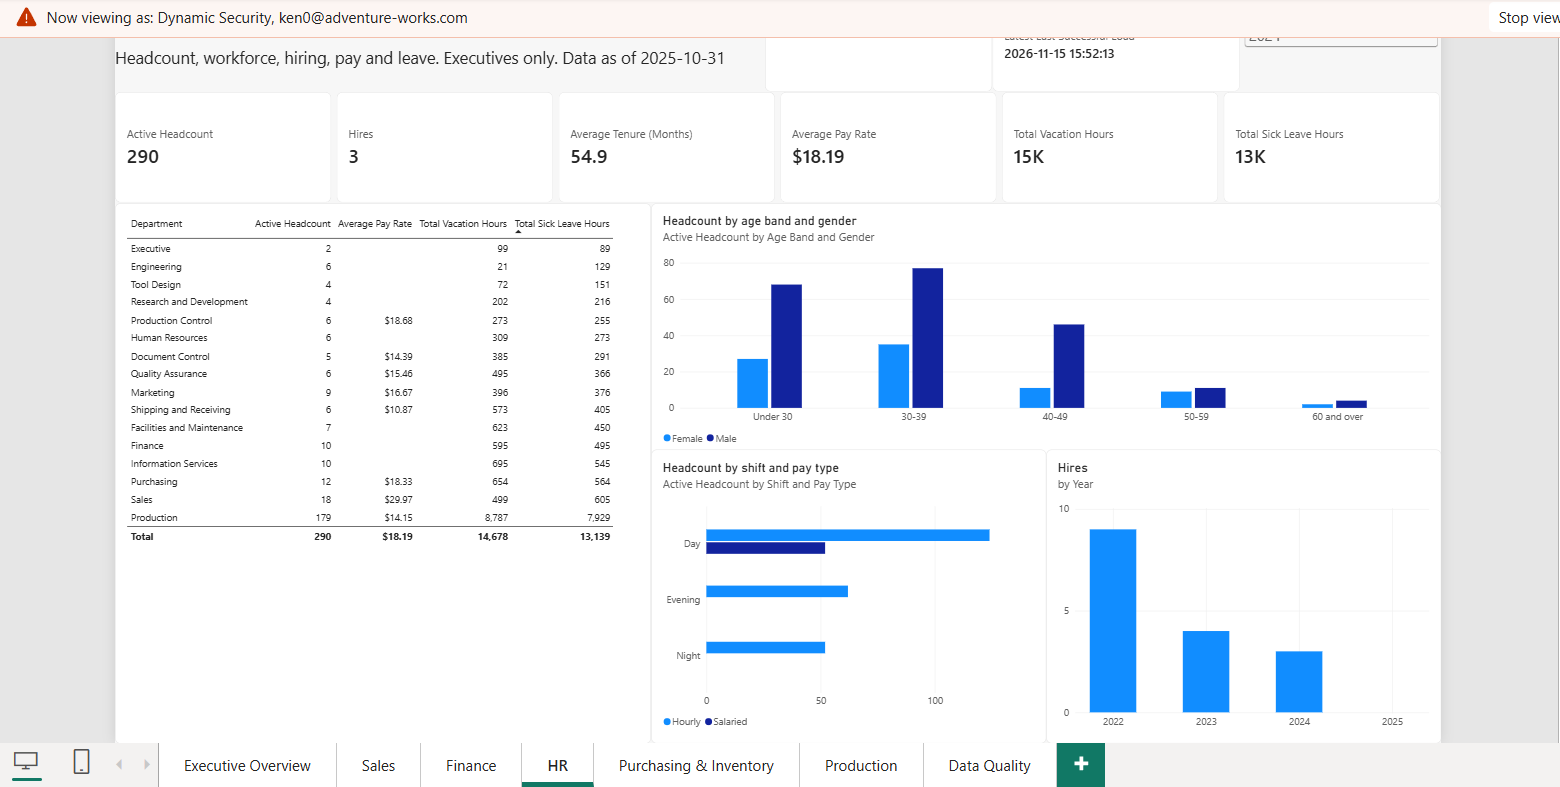 Now viewing as: Dynamic Security, ken0@adventure-works.com
Stop view
Headcount, workforce, hiring, pay and leave. Executives only. Data as of 2025-10-31
2026-11-15 15:52:13
Active Headcount
290
Hires
3
Average Tenure (Months)
54.9
Average Pay Rate
$18.19
Total Vacation Hours
15K
Total Sick Leave Hours
13K
Department Active Headcount Average Pay Rate Total Vacation Hours Total Sick Leave Hours
Executive 2 99 89
Engineering 6 21 129
Tool Design 4 72 151
Research and Development 4 202 216
Production Control 6 $18.68 273 255
Human Resources 6 309 273
Document Control 5 $14.39 385 291
Quality Assurance 6 $15.46 495 366
Marketing 9 $16.67 396 376
Shipping and Receiving 6 $10.87 573 405
Facilities and Maintenance 7 623 450
Finance 10 595 495
Information Services 10 695 545
Purchasing 12 $18.33 654 564
Sales 18 $29.97 499 605
Production 179 $14.15 8,787 7,929
Total 290 $18.19 14,678 13,139
Headcount by age band and gender
Active Headcount by Age Band and Gender
80
60
40
20
0
Under 30 30-39 40-49 50-59 60 and over
Female Male
Headcount by shift and pay type
Active Headcount by Shift and Pay Type
Day
Evening
Night
0 50 100
Hourly Salaried
Hires
by Year
10
5
0
2022 2023 2024 2025
Executive Overview Sales Finance HR Purchasing & Inventory Production Data Quality +